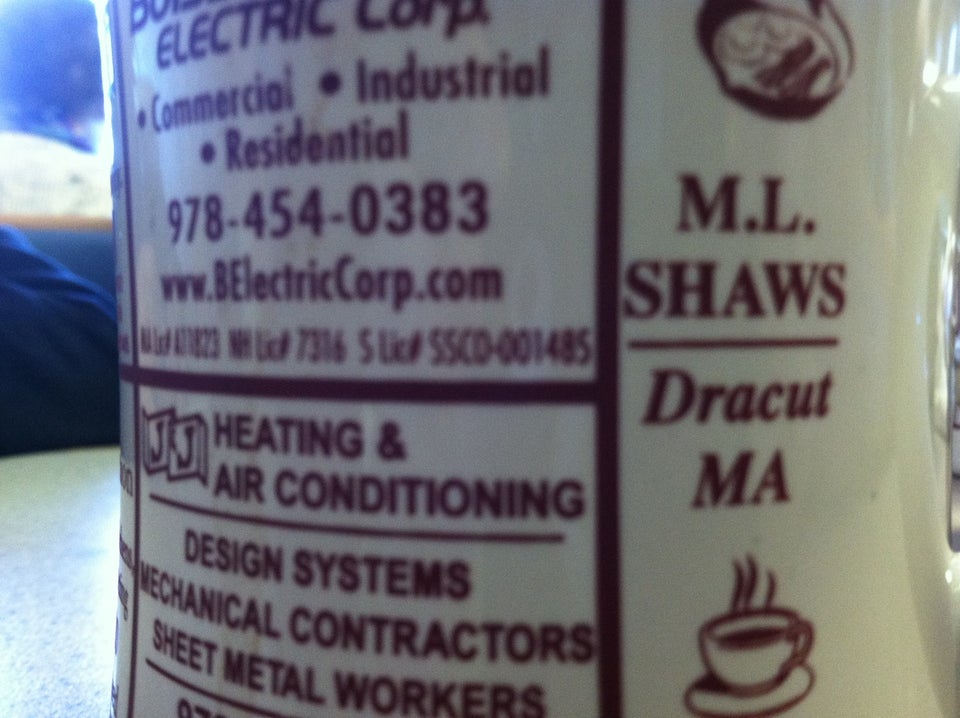 ELECTRIC Corp.
• Commercial • Industrial
• Residential
978-454-0383
www.BElectricCorp.com
MA Lic# A11823 NH Lic# 7316 S Lic# SSCO-001485
JJ HEATING &
AIR CONDITIONING
DESIGN SYSTEMS
MECHANICAL CONTRACTORS
SHEET METAL WORKERS
M.L.
SHAWS
Dracut
MA